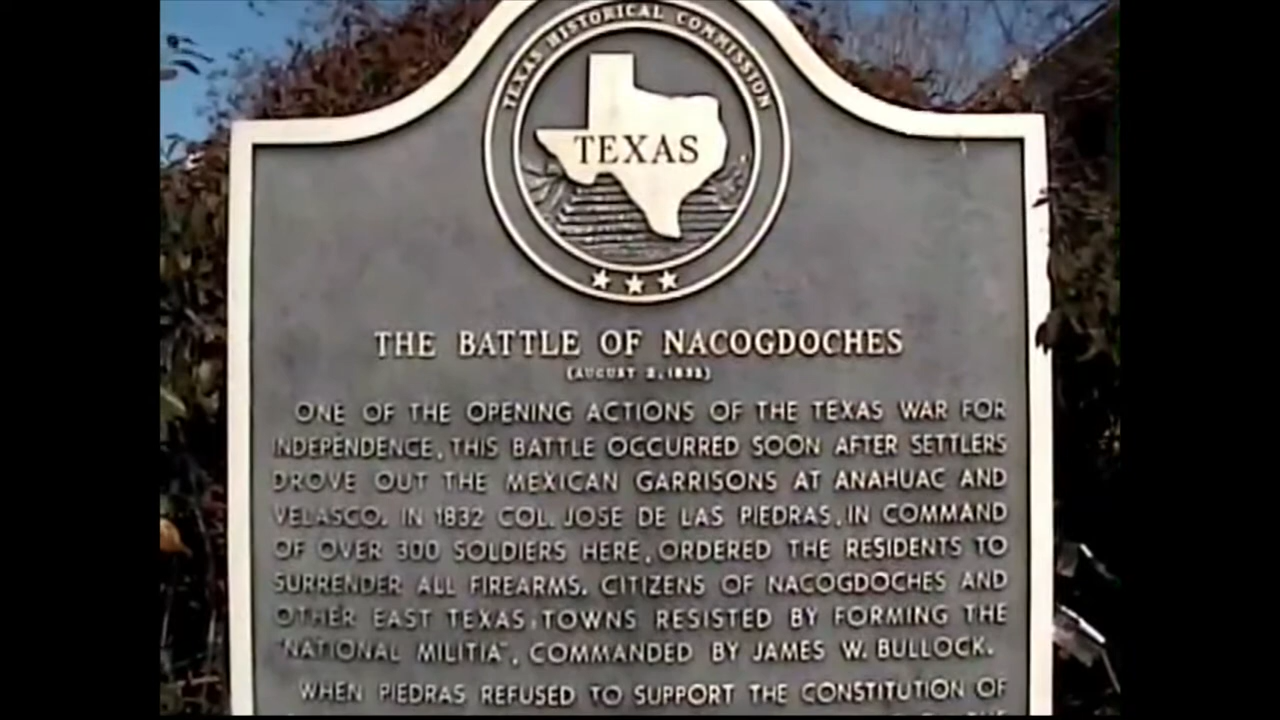 TEXAS HISTORICAL COMMISSION
TEXAS
THE BATTLE OF NACOGDOCHES
(AUGUST 2, 1832)
ONE OF THE OPENING ACTIONS OF THE TEXAS WAR FOR
INDEPENDENCE, THIS BATTLE OCCURRED SOON AFTER SETTLERS
DROVE OUT THE MEXICAN GARRISONS AT ANAHUAC AND
VELASCO. IN 1832 COL. JOSE DE LAS PIEDRAS, IN COMMAND
OF OVER 300 SOLDIERS HERE, ORDERED THE RESIDENTS TO
SURRENDER ALL FIREARMS. CITIZENS OF NACOGDOCHES AND
OTHER EAST TEXAS TOWNS RESISTED BY FORMING THE
"NATIONAL MILITIA", COMMANDED BY JAMES W. BULLOCK.
WHEN PIEDRAS REFUSED TO SUPPORT THE CONSTITUTION OF